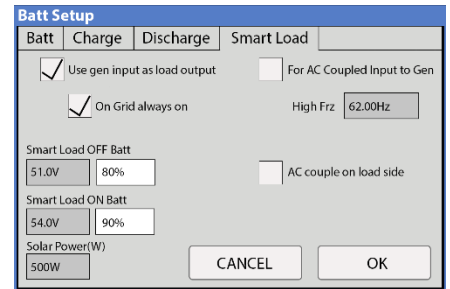 Batt Setup
Batt Charge Discharge Smart Load
Use gen input as load output For AC Coupled Input to Gen
On Grid always on High Frz 62.00Hz
Smart Load OFF Batt
51.0V 80% AC couple on load side
Smart Load ON Batt
54.0V 90%
Solar Power(W)
500W CANCEL OK